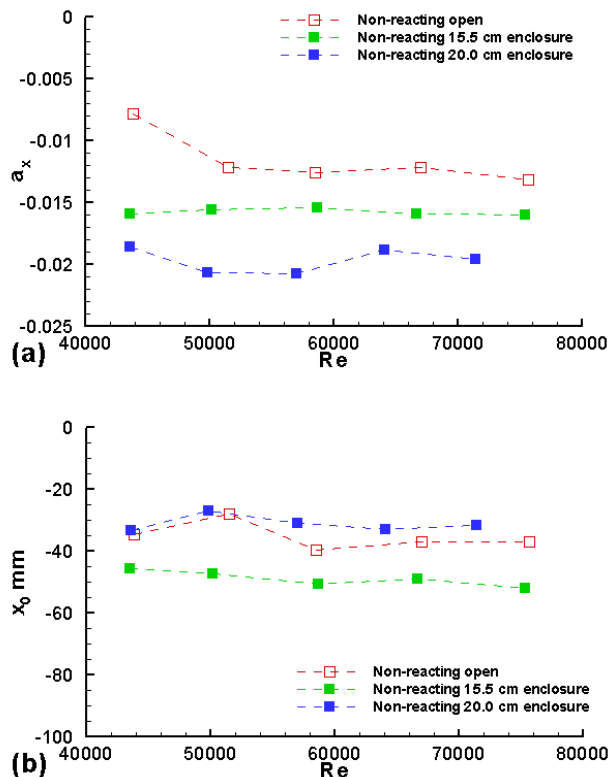 Non-reacting open
Non-reacting 15.5 cm enclosure
Non-reacting 20.0 cm enclosure
0
-0.005
-0.01
-0.015
-0.02
-0.025
a_x
40000 50000 60000 70000 80000
Re
(a)
0
-20
-40
-60
-80
-100
x_0 mm
Non-reacting open
Non-reacting 15.5 cm enclosure
Non-reacting 20.0 cm enclosure
40000 50000 60000 70000 80000
Re
(b)